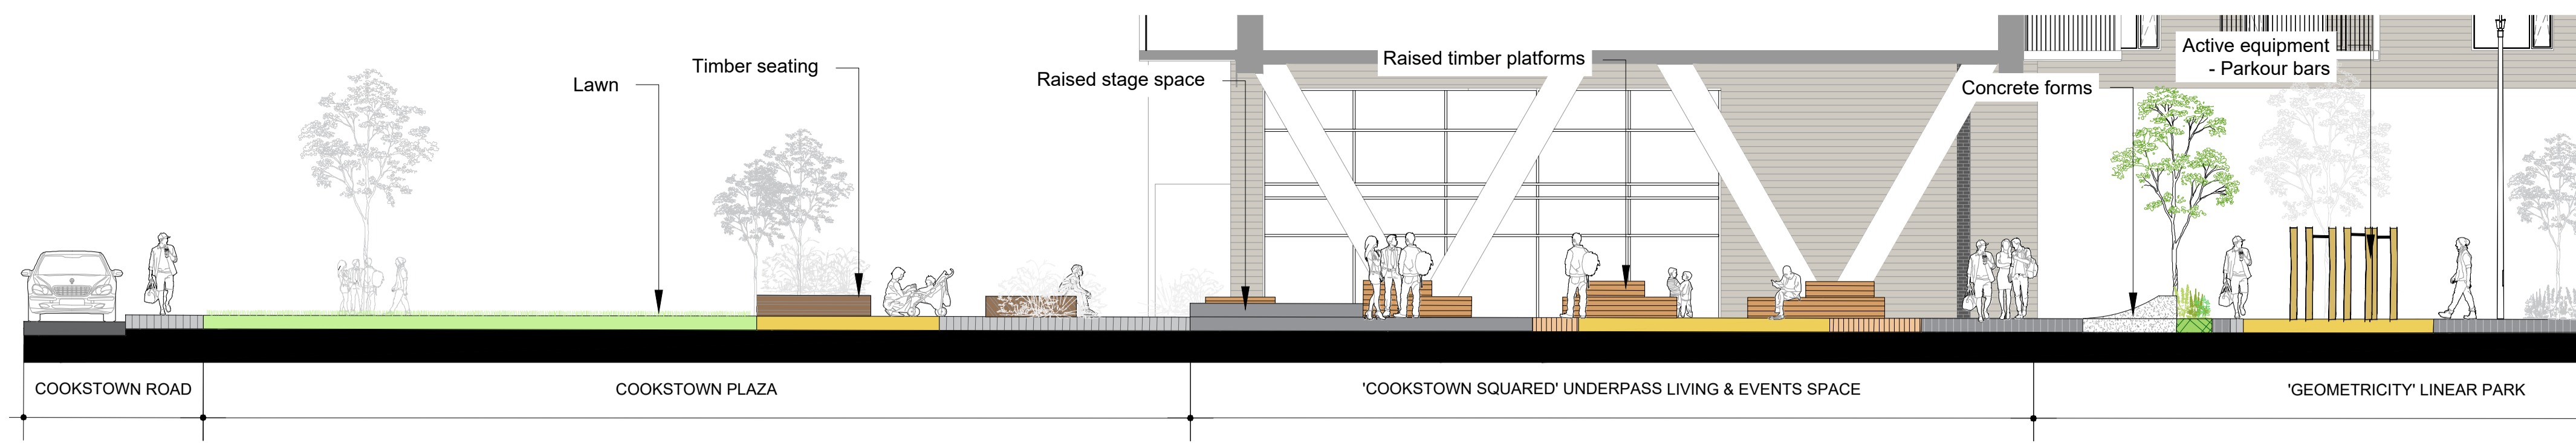 Lawn
Timber seating
Raised stage space
Raised timber platforms
Concrete forms
Active equipment
- Parkour bars
COOKSTOWN ROAD
COOKSTOWN PLAZA
'COOKSTOWN SQUARED' UNDERPASS LIVING & EVENTS SPACE
'GEOMETRICITY' LINEAR PARK